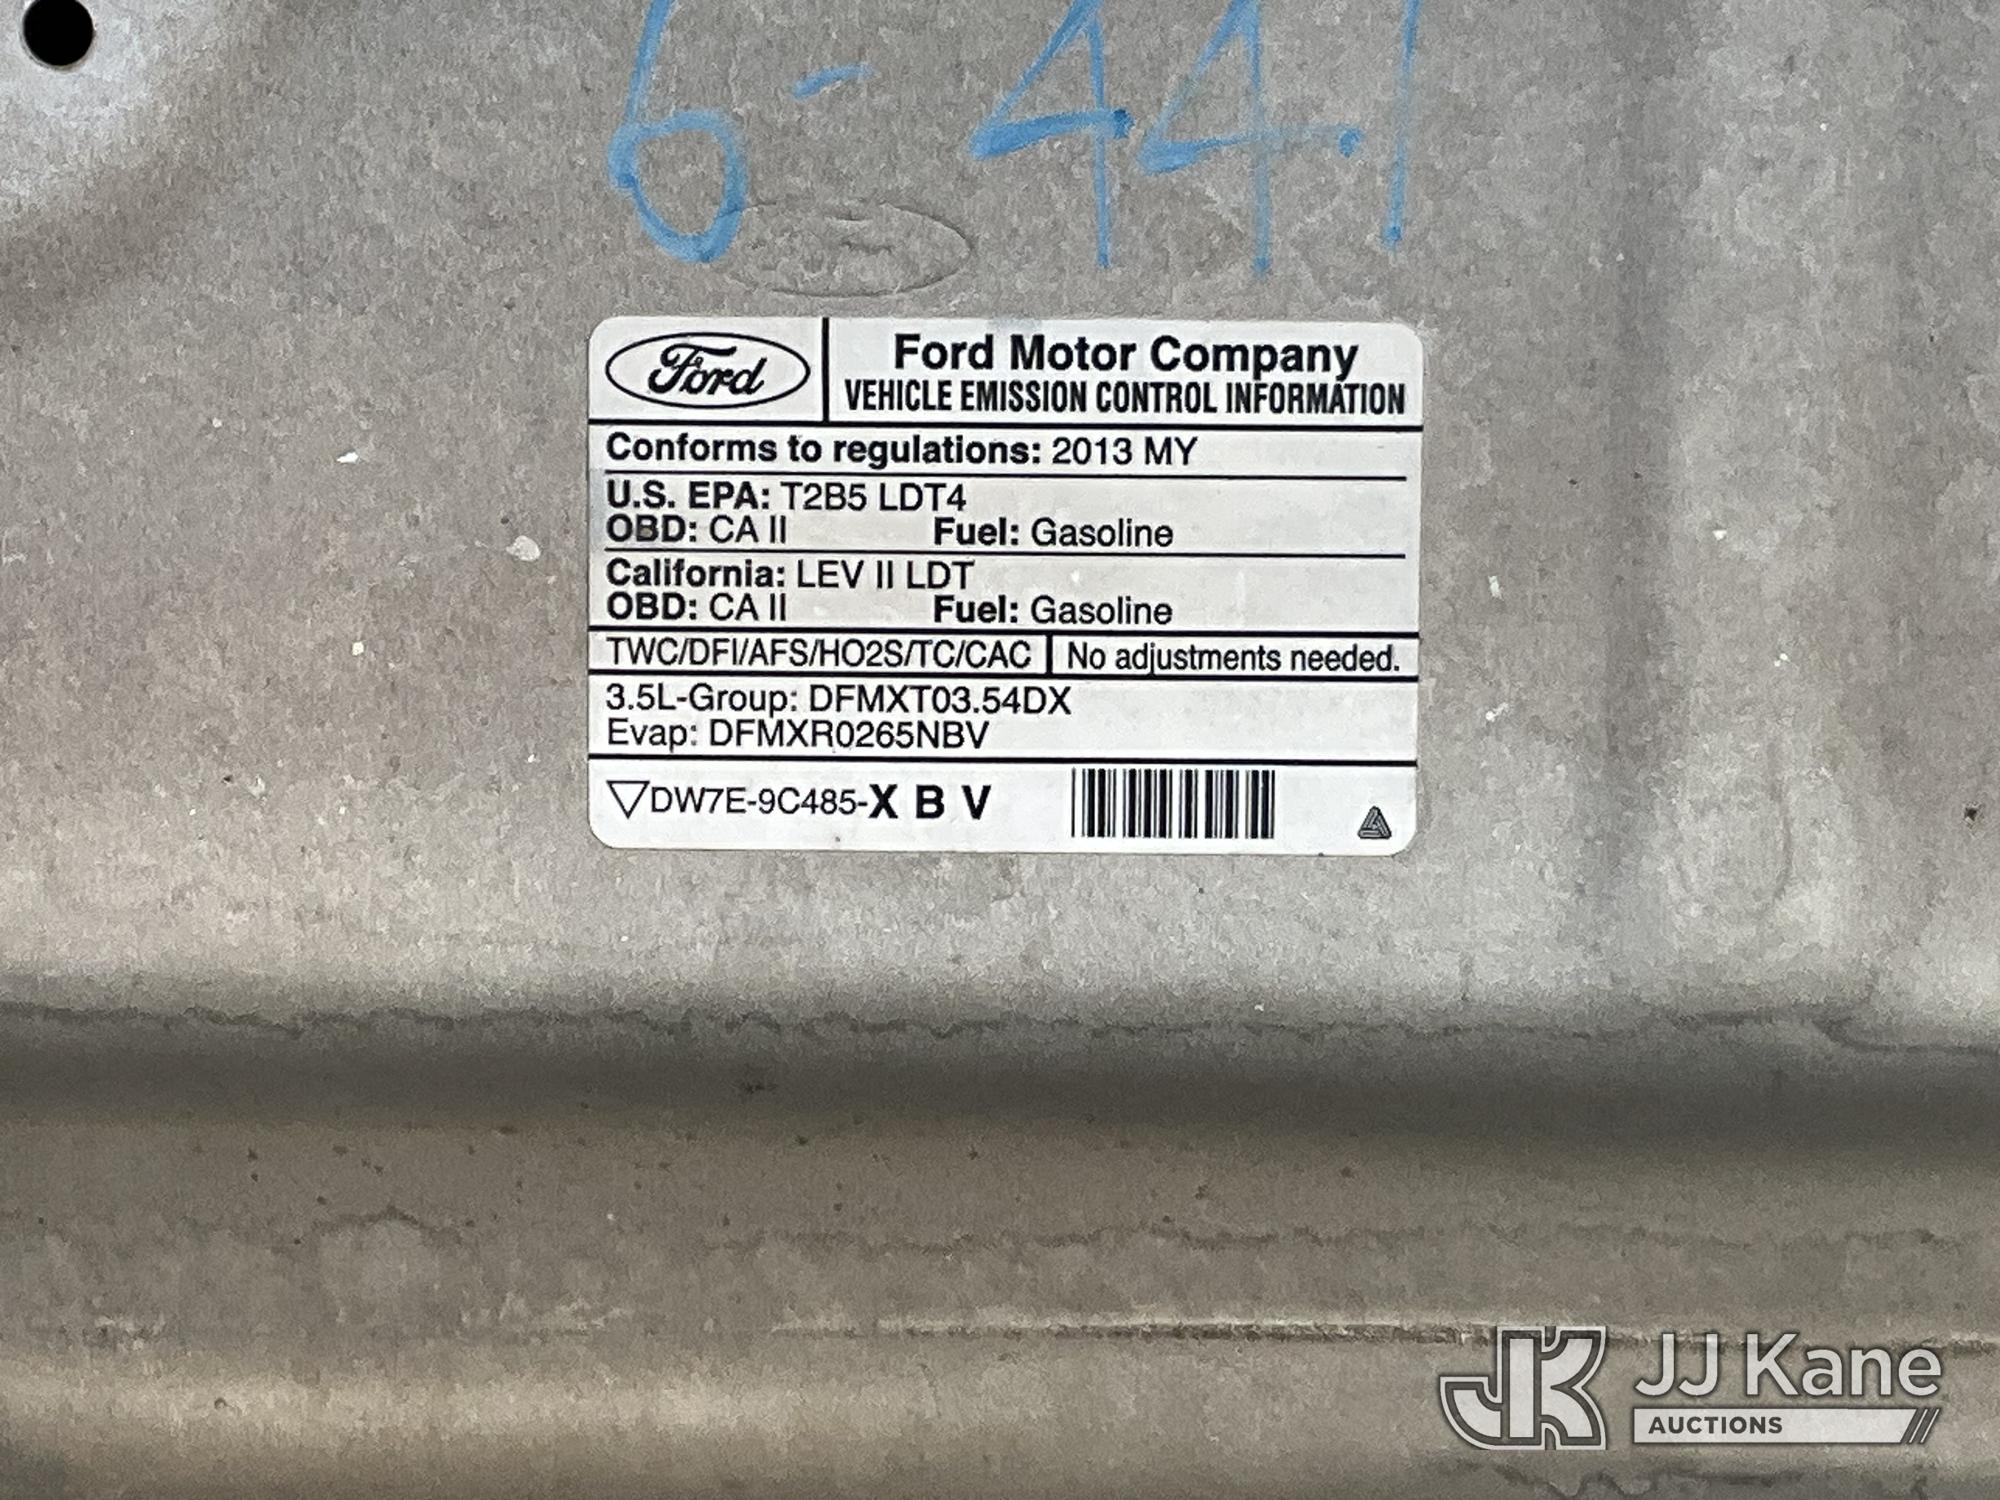 6-441
Ford
Ford Motor Company
VEHICLE EMISSION CONTROL INFORMATION
Conforms to regulations: 2013 MY
U.S. EPA: T2B5 LDT4
OBD: CA II Fuel: Gasoline
California: LEV II LDT
OBD: CA II Fuel: Gasoline
TWC/DFI/AFS/HO2S/TC/CAC No adjustments needed.
3.5L-Group: DFMXT03.54DX
Evap: DFMXR0265NBV
▽DW7E-9C485-X B V
JK JJ Kane
AUCTIONS